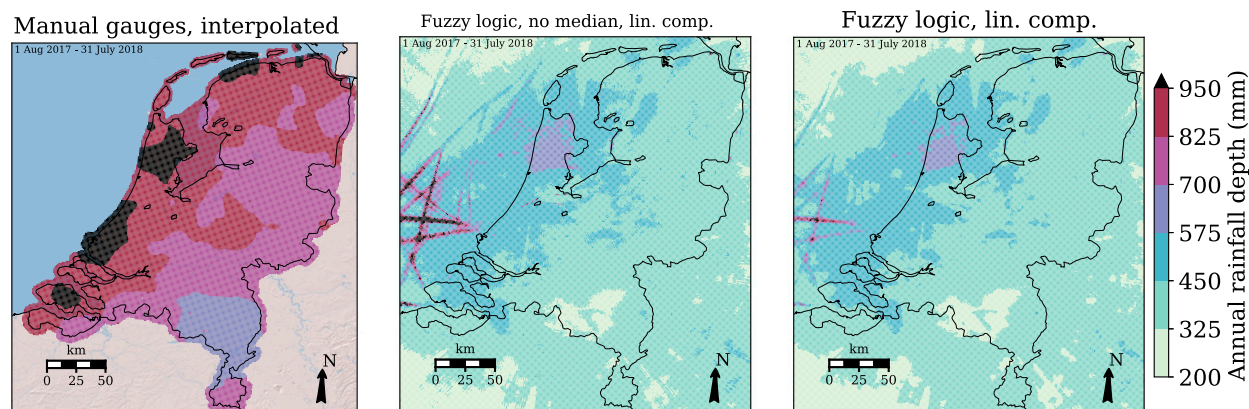 Manual gauges, interpolated
1 Aug 2017 - 31 July 2018
km
0 25 50
N
Fuzzy logic, no median, lin. comp.
1 Aug 2017 - 31 July 2018
km
0 25 50
N
Fuzzy logic, lin. comp.
1 Aug 2017 - 31 July 2018
km
0 25 50
N
950
825
700
575
450
325
200
Annual rainfall depth (mm)